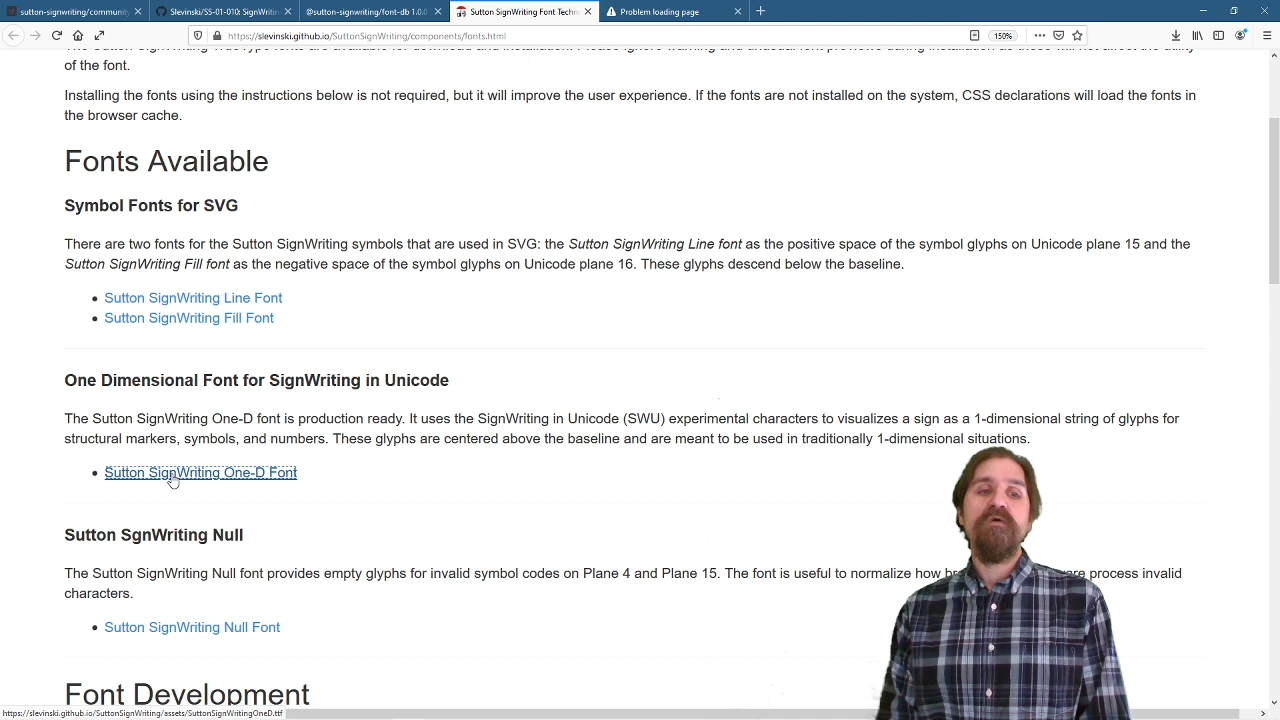 sutton-signwriting/community
Slevinski/SS-01-010: SignWritin
@sutton-signwriting/font-db 1.0.0
Sutton SignWriting Font Techn
Problem loading page
https://slevinski.github.io/SuttonSignWriting/components/fonts.html
150%
of the font.
Installing the fonts using the instructions below is not required, but it will improve the user experience. If the fonts are not installed on the system, CSS declarations will load the fonts in
the browser cache.
Fonts Available
Symbol Fonts for SVG
There are two fonts for the Sutton SignWriting symbols that are used in SVG: the Sutton SignWriting Line font as the positive space of the symbol glyphs on Unicode plane 15 and the
Sutton SignWriting Fill font as the negative space of the symbol glyphs on Unicode plane 16. These glyphs descend below the baseline.
• Sutton SignWriting Line Font
• Sutton SignWriting Fill Font
One Dimensional Font for SignWriting in Unicode
The Sutton SignWriting One-D font is production ready. It uses the SignWriting in Unicode (SWU) experimental characters to visualizes a sign as a 1-dimensional string of glyphs for
structural markers, symbols, and numbers. These glyphs are centered above the baseline and are meant to be used in traditionally 1-dimensional situations.
• Sutton SignWriting One-D Font
Sutton SgnWriting Null
The Sutton SignWriting Null font provides empty glyphs for invalid symbol codes on Plane 4 and Plane 15. The font is useful to normalize how process invalid
characters.
• Sutton SignWriting Null Font
Font Development
https://slevinski.github.io/SuttonSignWriting/assets/SuttonSignWritingOneD.ttf